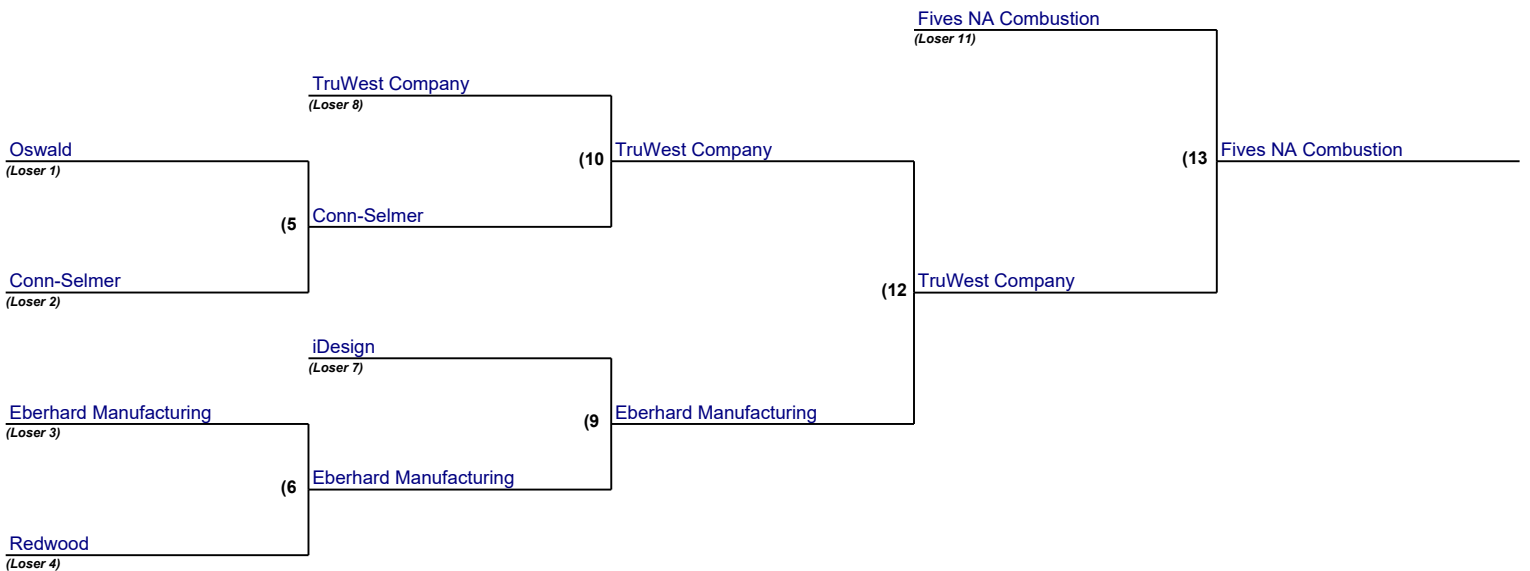 Fives NA Combustion
(Loser 11)
TruWest Company
(Loser 8)
Oswald
(Loser 1)
(10
TruWest Company
(13
Fives NA Combustion
(5
Conn-Selmer
Conn-Selmer
(Loser 2)
(12
TruWest Company
iDesign
(Loser 7)
Eberhard Manufacturing
(Loser 3)
(9
Eberhard Manufacturing
(6
Eberhard Manufacturing
Redwood
(Loser 4)